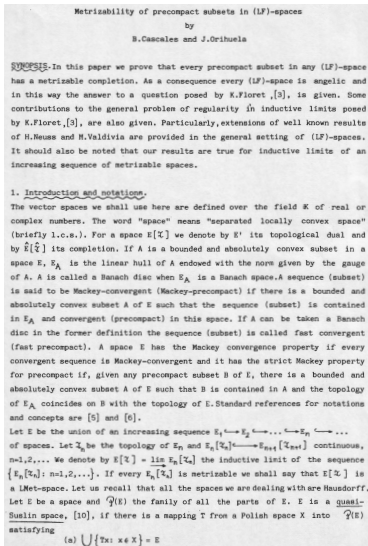 Metrizability of precompact subsets in (LF)-spaces
by
B.Cascales and J.Orihuela
SYNOPSIS.In this paper we prove that every precompact subset in any (LF)-space
has a metrizable completion. As a consequence every (LF)-space is angelic and
in this way the answer to a question posed by K.Floret ,[3], is given. Some
contributions to the general problem of regularity in inductive limits posed
by K.Floret,[3], are also given. Particularly,extensions of well known results
of H.Neuss and M.Valdivia are provided in the general setting of (LF)-spaces.
It should also be noted that our results are true for inductive limits of an
increasing sequence of metrizable spaces.
1. Introduction and notations.
The vector spaces we shall use here are defined over the field 𝕂 of real or
complex numbers. The word "space" means "separated locally convex space"
(briefly l.c.s.). For a space E[𝔗] we denote by E' its topological dual and
by Ê[𝔗̂] its completion. If A is a bounded and absolutely convex subset in a
space E, E_A is the linear hull of A endowed with the norm given by the gauge
of A. A is called a Banach disc when E_A is a Banach space.A sequence (subset)
is said to be Mackey-convergent (Mackey-precompact) if there is a bounded and
absolutely convex subset A of E such that the sequence (subset) is contained
in E_A and convergent (precompact) in this space. If A can be taken a Banach
disc in the former definition the sequence (subset) is called fast convergent
(fast precompact). A space E has the Mackey convergence property if every
convergent sequence is Mackey-convergent and it has the strict Mackey property
for precompact if, given any precompact subset B of E, there is a bounded and
absolutely convex subset A of E such that B is contained in A and the topology
of E_A coincides on B with the topology of E.Standard references for notations
and concepts are [5] and [6].
Let E be the union of an increasing sequence E₁ ↪ E₂ ↪ ... ↪ Eₙ ↪ ...
of spaces. Let 𝔗ₙ be the topology of Eₙ and Eₙ[𝔗ₙ] ↪ Eₙ₊₁[𝔗ₙ₊₁] continuous,
n=1,2,... We denote by E[𝔗] = lim Eₙ[𝔗ₙ] the inductive limit of the sequence
{Eₙ[𝔗ₙ]: n=1,2,...}. If every Eₙ[𝔗ₙ] is metrizable we shall say that E[𝔗] is
a LMet-space. Let us recall that all the spaces we are dealing with are Hausdorff.
Let E be a space and 𝒫(E) the family of all the parts of E. E is a quasi-
Suslin space, [10], if there is a mapping T from a Polish space X into 𝒫(E)
satisfying
(a) ⋃{Tx: x∈X} = E